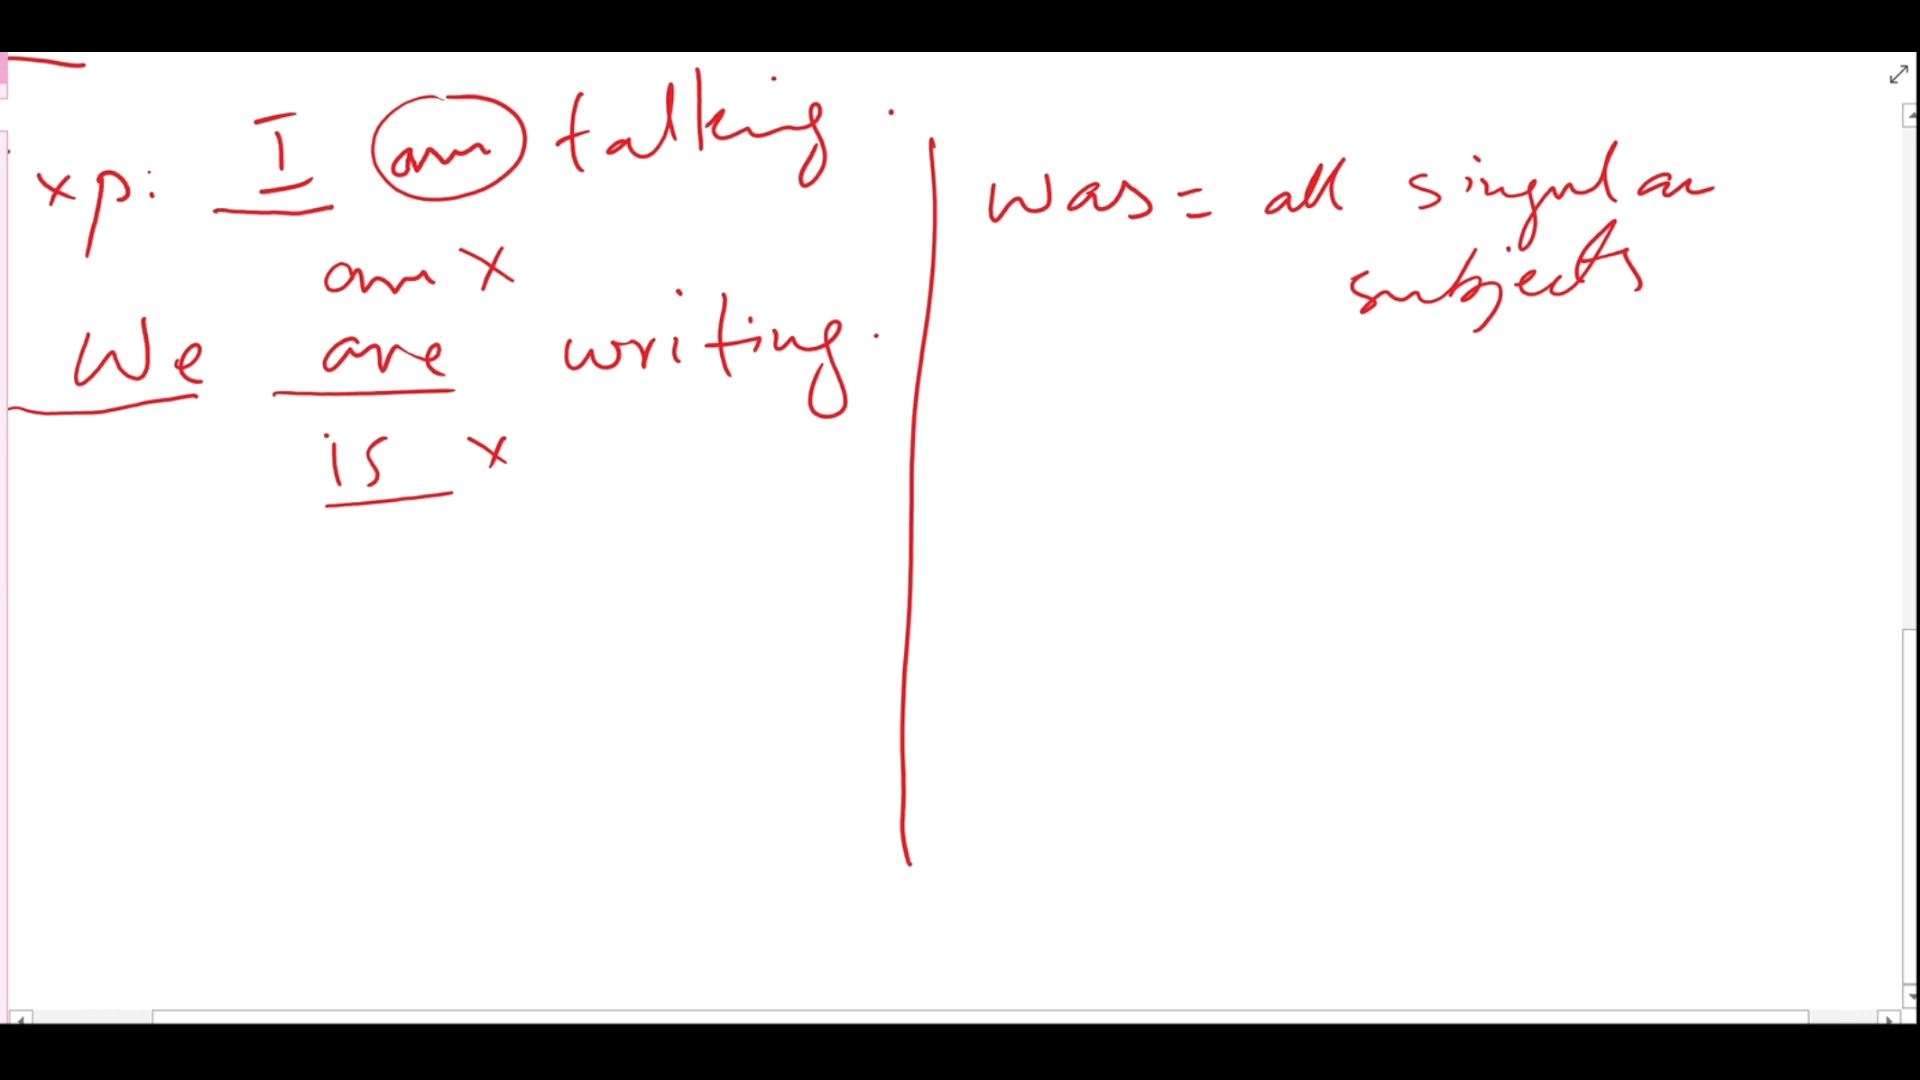 xp: I am talking.
am x
We are writing.
is x
was = all singular
subjects